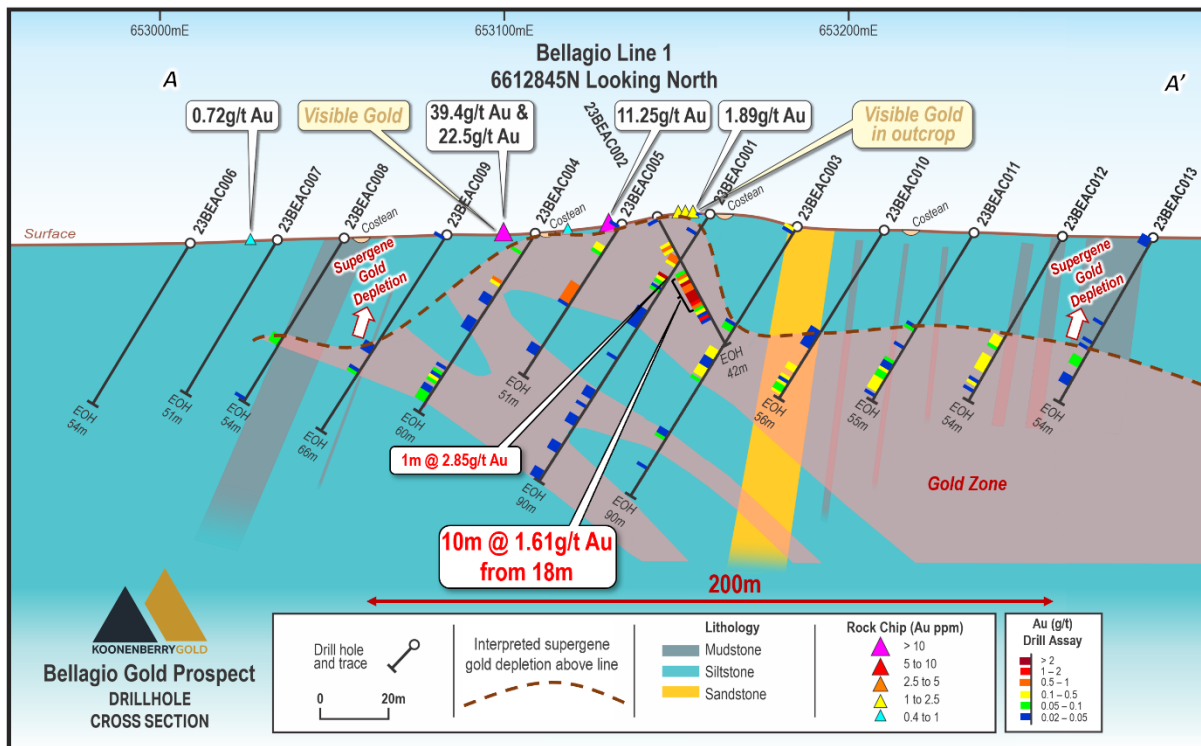 653000mE
653100mE
653200mE
Bellagio Line 1
6612845N Looking North
A
A'
0.72g/t Au
Visible Gold
39.4g/t Au &
22.5g/t Au
11.25g/t Au
1.89g/t Au
Visible Gold
in outcrop
23BEAC006
23BEAC007
23BEAC008
23BEAC009
23BEAC004
23BEAC002
23BEAC005
23BEAC001
23BEAC003
23BEAC010
23BEAC011
23BEAC012
23BEAC013
Costean
Costean
Costean
Costean
Surface
Supergene
Gold
Depletion
Supergene
Gold
Depletion
EOH
54m
EOH
51m
EOH
54m
EOH
66m
EOH
60m
EOH
51m
EOH
90m
EOH
90m
EOH
42m
EOH
56m
EOH
55m
EOH
54m
EOH
54m
1m @ 2.85g/t Au
10m @ 1.61g/t Au
from 18m
Gold Zone
200m
KOONENBERRYGOLD
Bellagio Gold Prospect
DRILLHOLE
CROSS SECTION
Drill hole
and trace
0 20m
Interpreted supergene
gold depletion above line
Lithology
Mudstone
Siltstone
Sandstone
Rock Chip (Au ppm)
> 10
5 to 10
2.5 to 5
1 to 2.5
0.4 to 1
Au (g/t)
Drill Assay
> 2
1 – 2
0.5 – 1
0.1 – 0.5
0.05 – 0.1
0.02 – 0.05